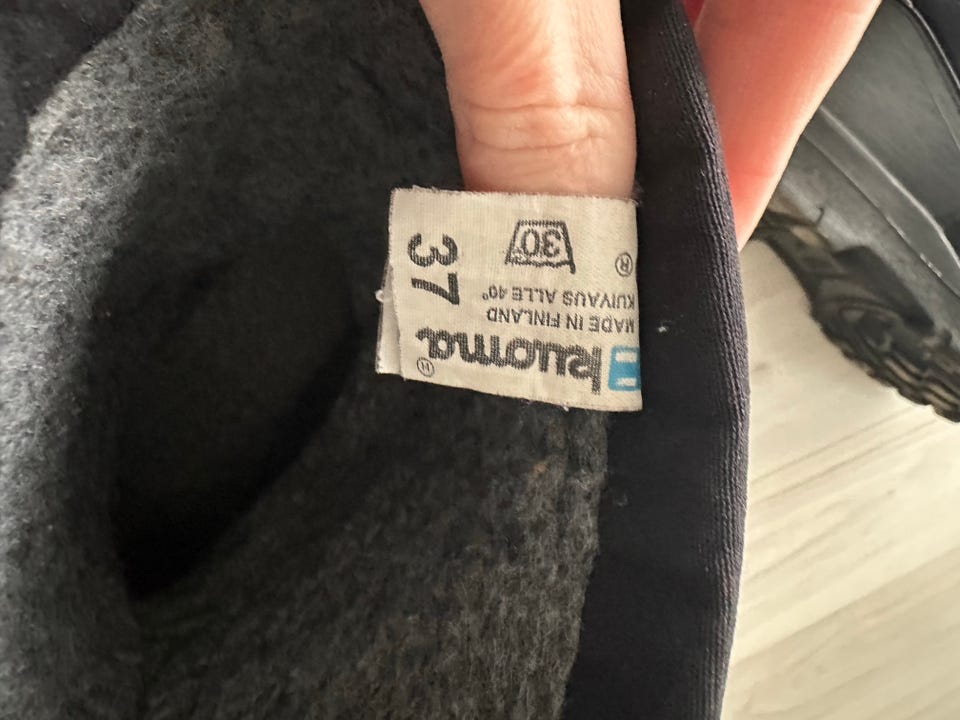 kuoma®
MADE IN FINLAND
KUIVAUS ALLE 40°
®
30
37